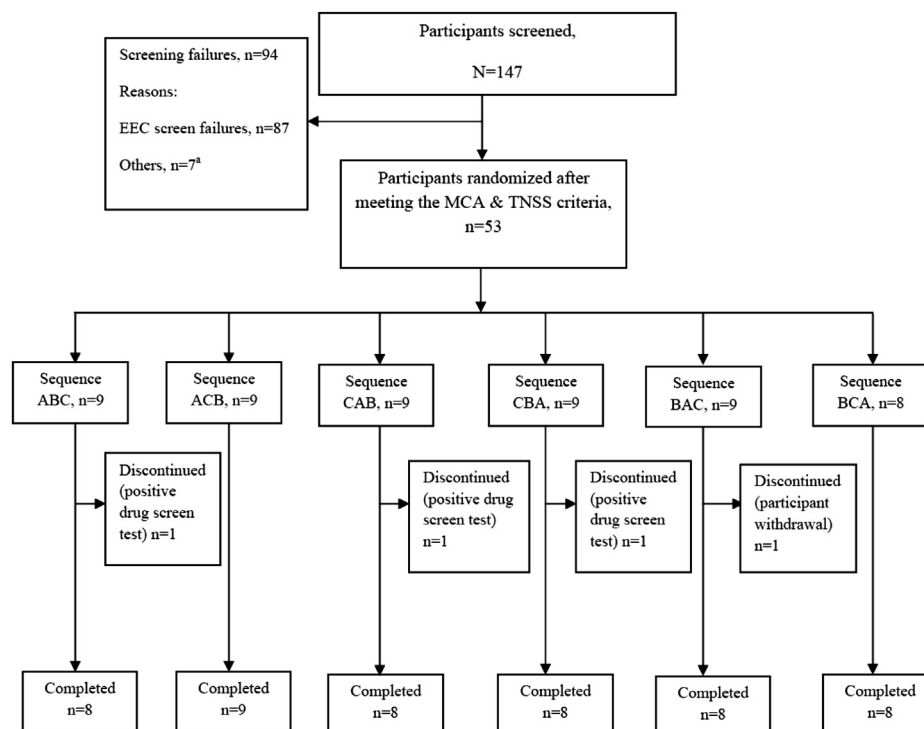 Participants screened,
N=147
Screening failures, n=94
Reasons:
EEC screen failures, n=87
Others, n=7ᵃ
Participants randomized after
meeting the MCA & TNSS criteria,
n=53
Sequence
ABC, n=9
Sequence
ACB, n=9
Sequence
CAB, n=9
Sequence
CBA, n=9
Sequence
BAC, n=9
Sequence
BCA, n=8
Discontinued
(positive
drug screen
test) n=1
Discontinued
(positive drug
screen test)
n=1
Discontinued
(positive drug
screen test)
n=1
Discontinued
(participant
withdrawal)
n=1
Completed
n=8
Completed
n=9
Completed
n=8
Completed
n=8
Completed
n=8
Completed
n=8